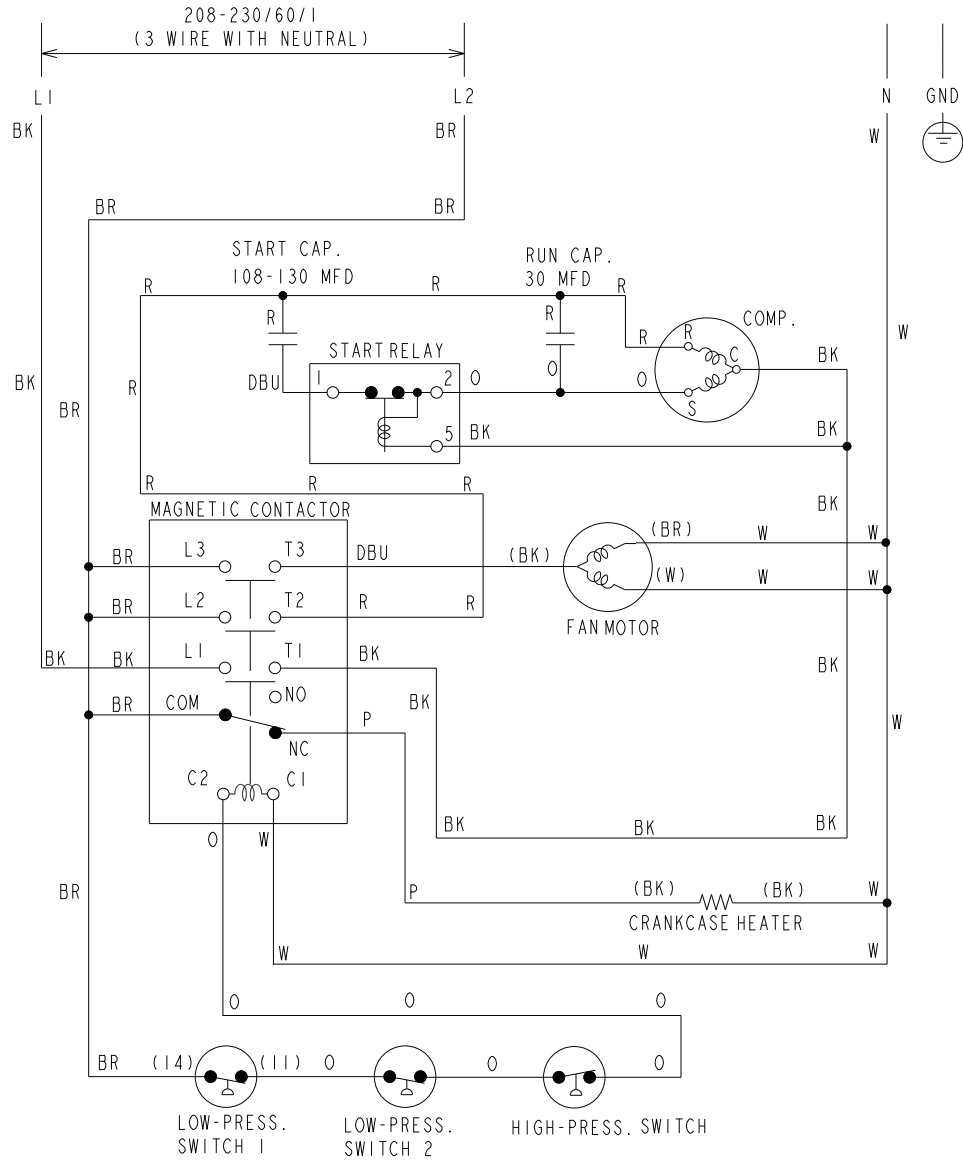 208-230/60/1
(3 WIRE WITH NEUTRAL)
L1
L2
N
GND
BK
BR
W
BR
BR
START CAP.
108-130 MFD
RUN CAP.
30 MFD
R
R
R
R
COMP.
W
START RELAY
R
R
C
BK
BK
R
DBU
1
2
O
O
O
S
BR
5
BK
BK
R
R
R
BK
MAGNETIC CONTACTOR
(BR)
W
W
BR
L3
T3
DBU
(BK)
(W)
W
W
BR
L2
T2
R
R
FAN MOTOR
BK
BK
L1
T1
BK
BK
NO
BR
COM
BK
P
W
NC
C2
C1
O
W
BK
BK
BK
BR
P
(BK)
(BK)
W
CRANKCASE HEATER
W
W
W
O
O
O
BR
(14)
(11)
O
O
O
LOW-PRESS.
SWITCH 1
LOW-PRESS.
SWITCH 2
HIGH-PRESS. SWITCH